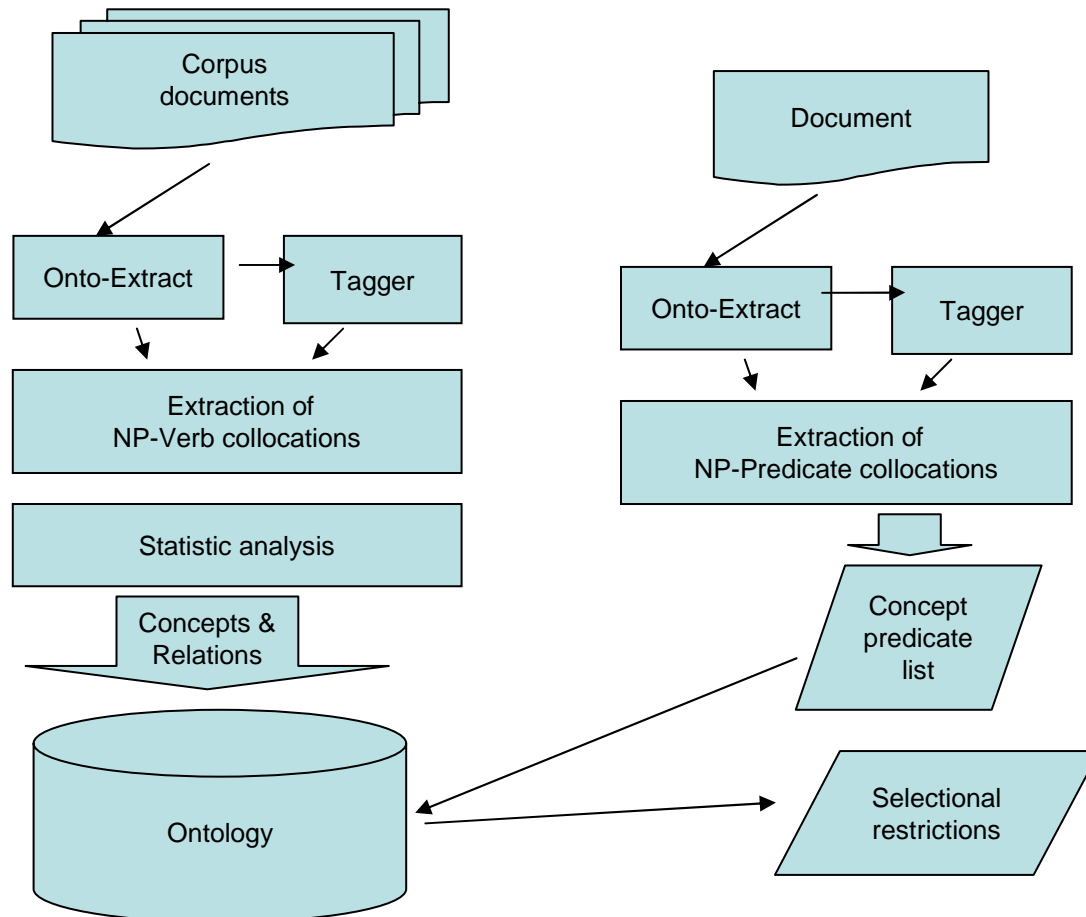 Corpus
documents
Onto-Extract
Tagger
Extraction of
NP-Verb collocations
Statistic analysis
Concepts &
Relations
Ontology
Document
Onto-Extract
Tagger
Extraction of
NP-Predicate collocations
Concept
predicate
list
Selectional
restrictions